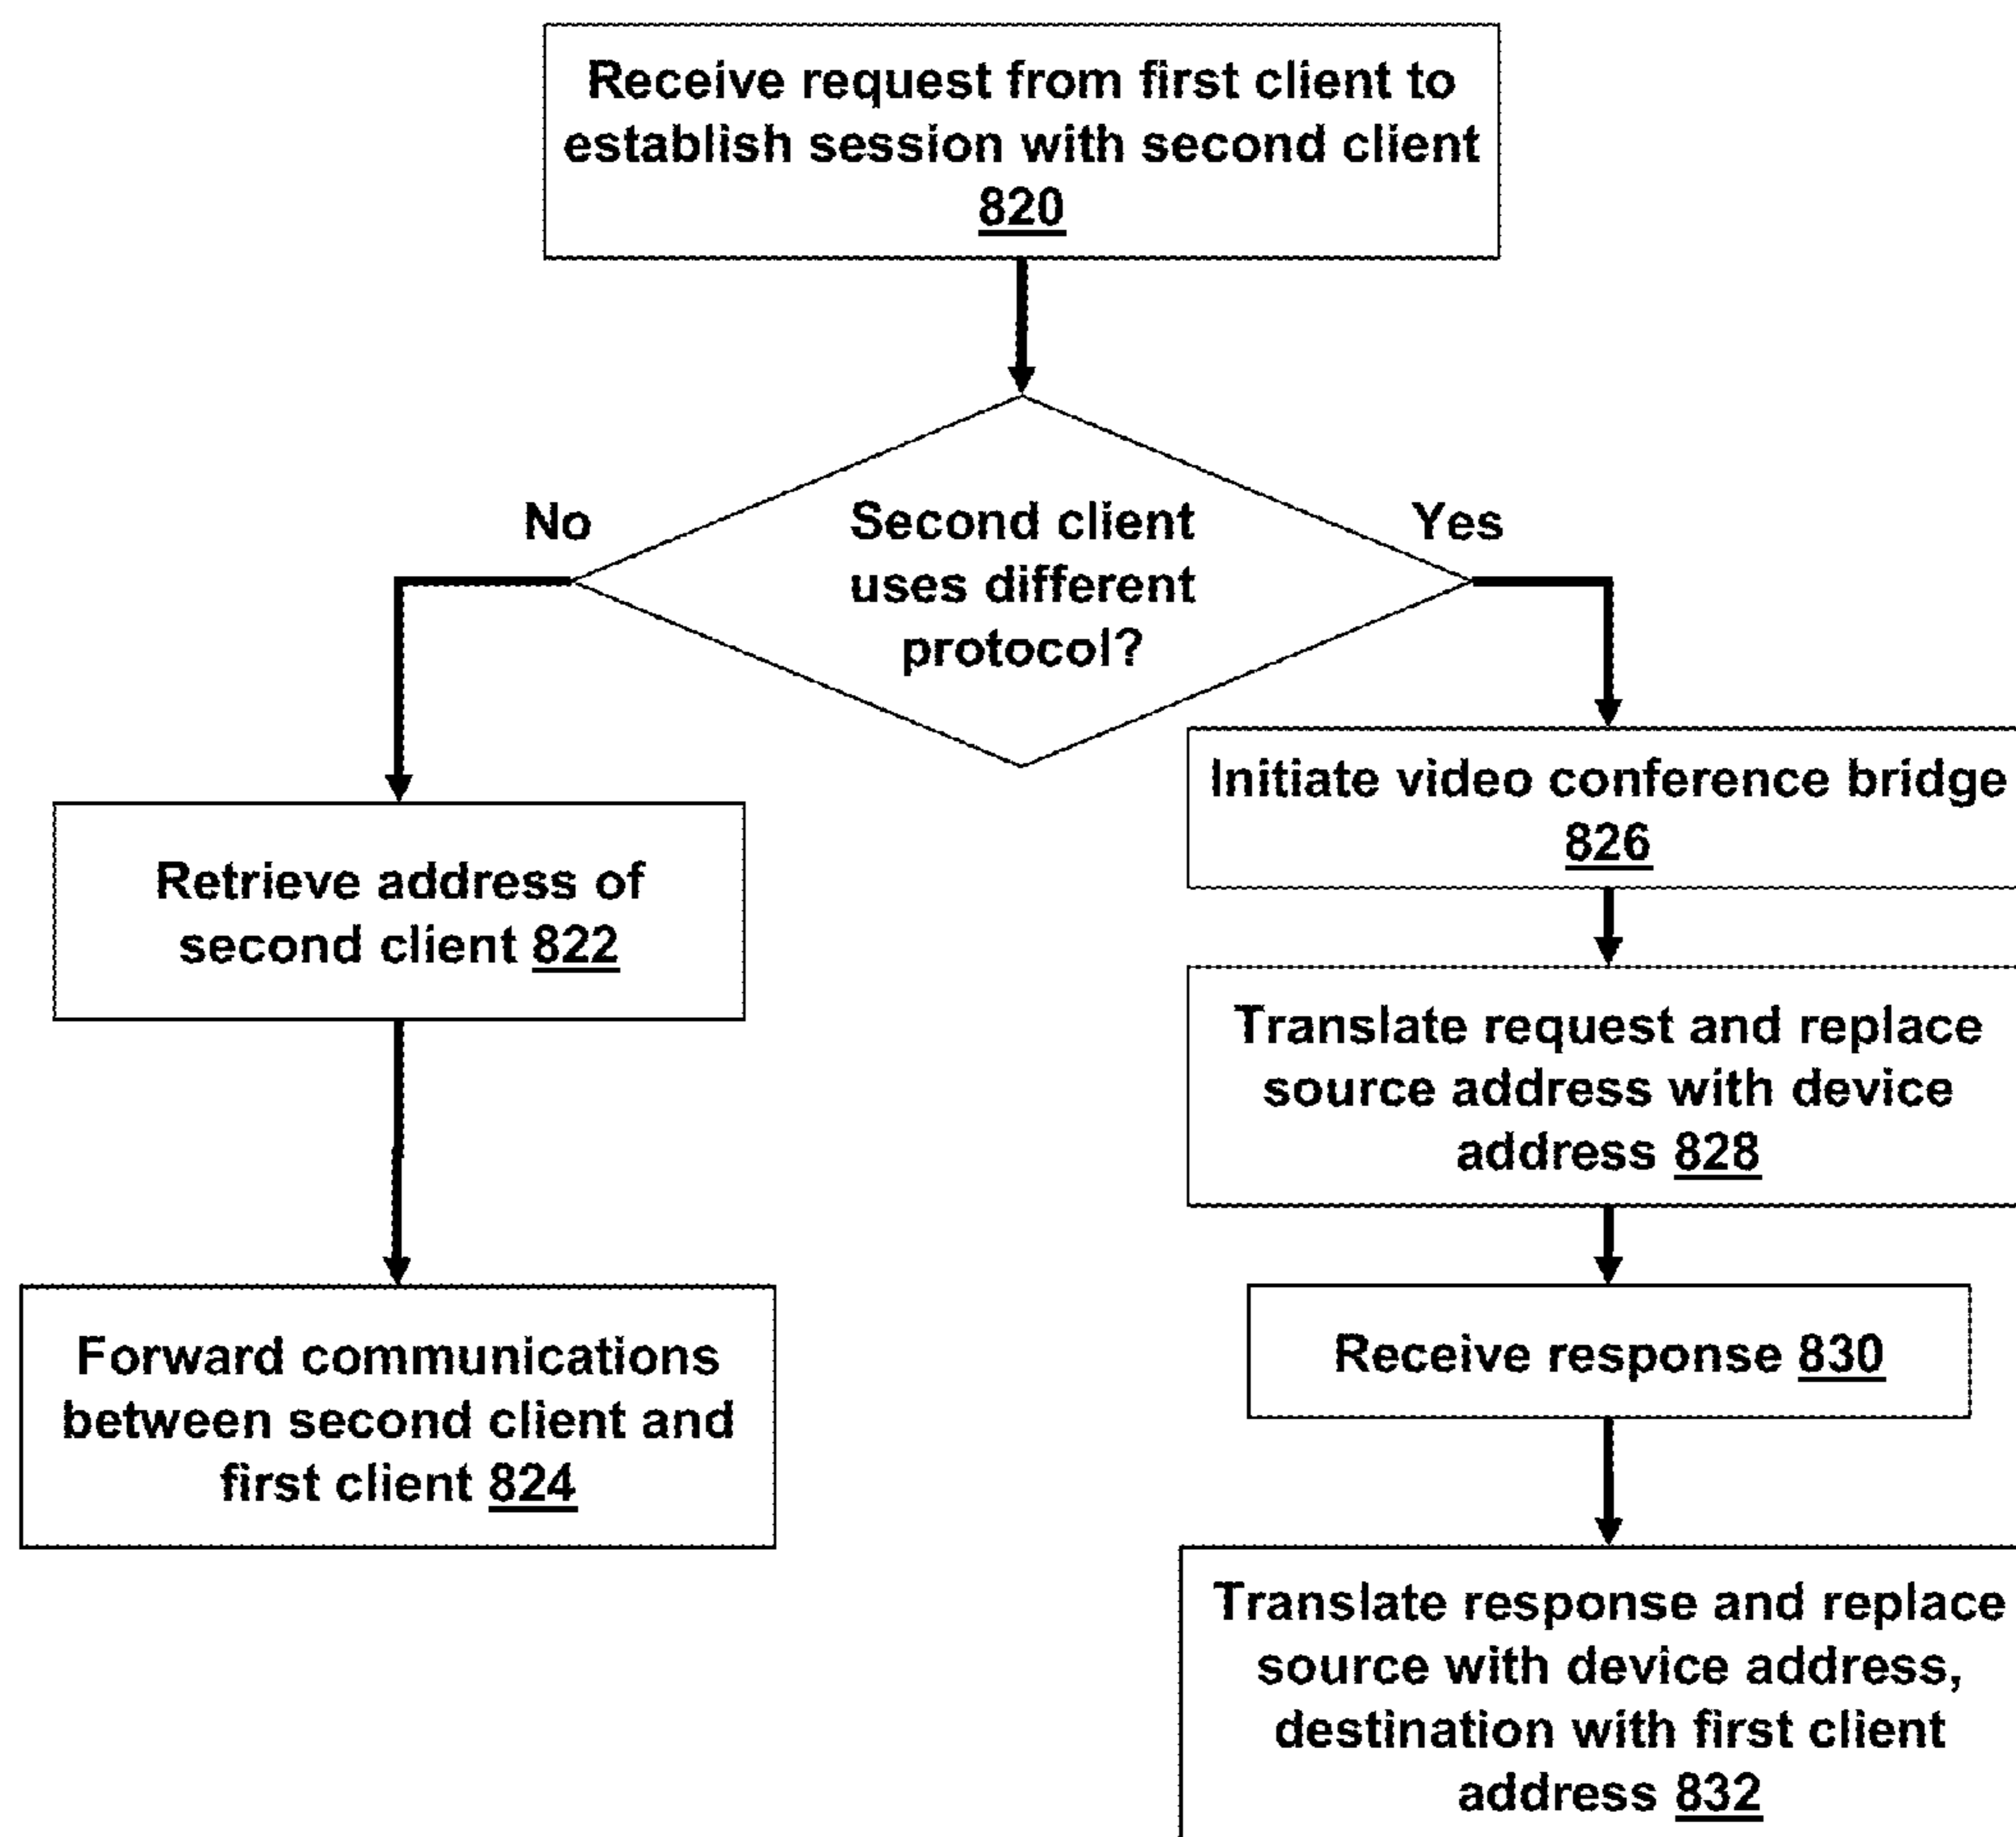 Receive request from first client to
establish session with second client
820
No
Second client
uses different
protocol?
Yes
Retrieve address of
second client 822
Forward communications
between second client and
first client 824
Initiate video conference bridge
826
Translate request and replace
source address with device
address 828
Receive response 830
Translate response and replace
source with device address,
destination with first client
address 832